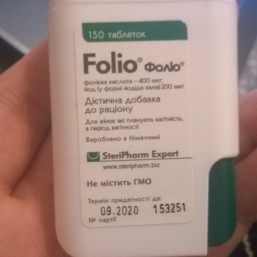 150 таблеток
Folio® Фоліо®
фолієва кислота – 400 мкг,
йод (у формі йодіда калія) 200 мкг
Дієтична добавка
до раціону
Для жінок які планують вагітність,
в період вагітності
Вироблено в Німеччині
SteriPharm Export
www.steripharm.biz
Не містить ГМО
Термін придатності до:
09.2020 153251
№ партії